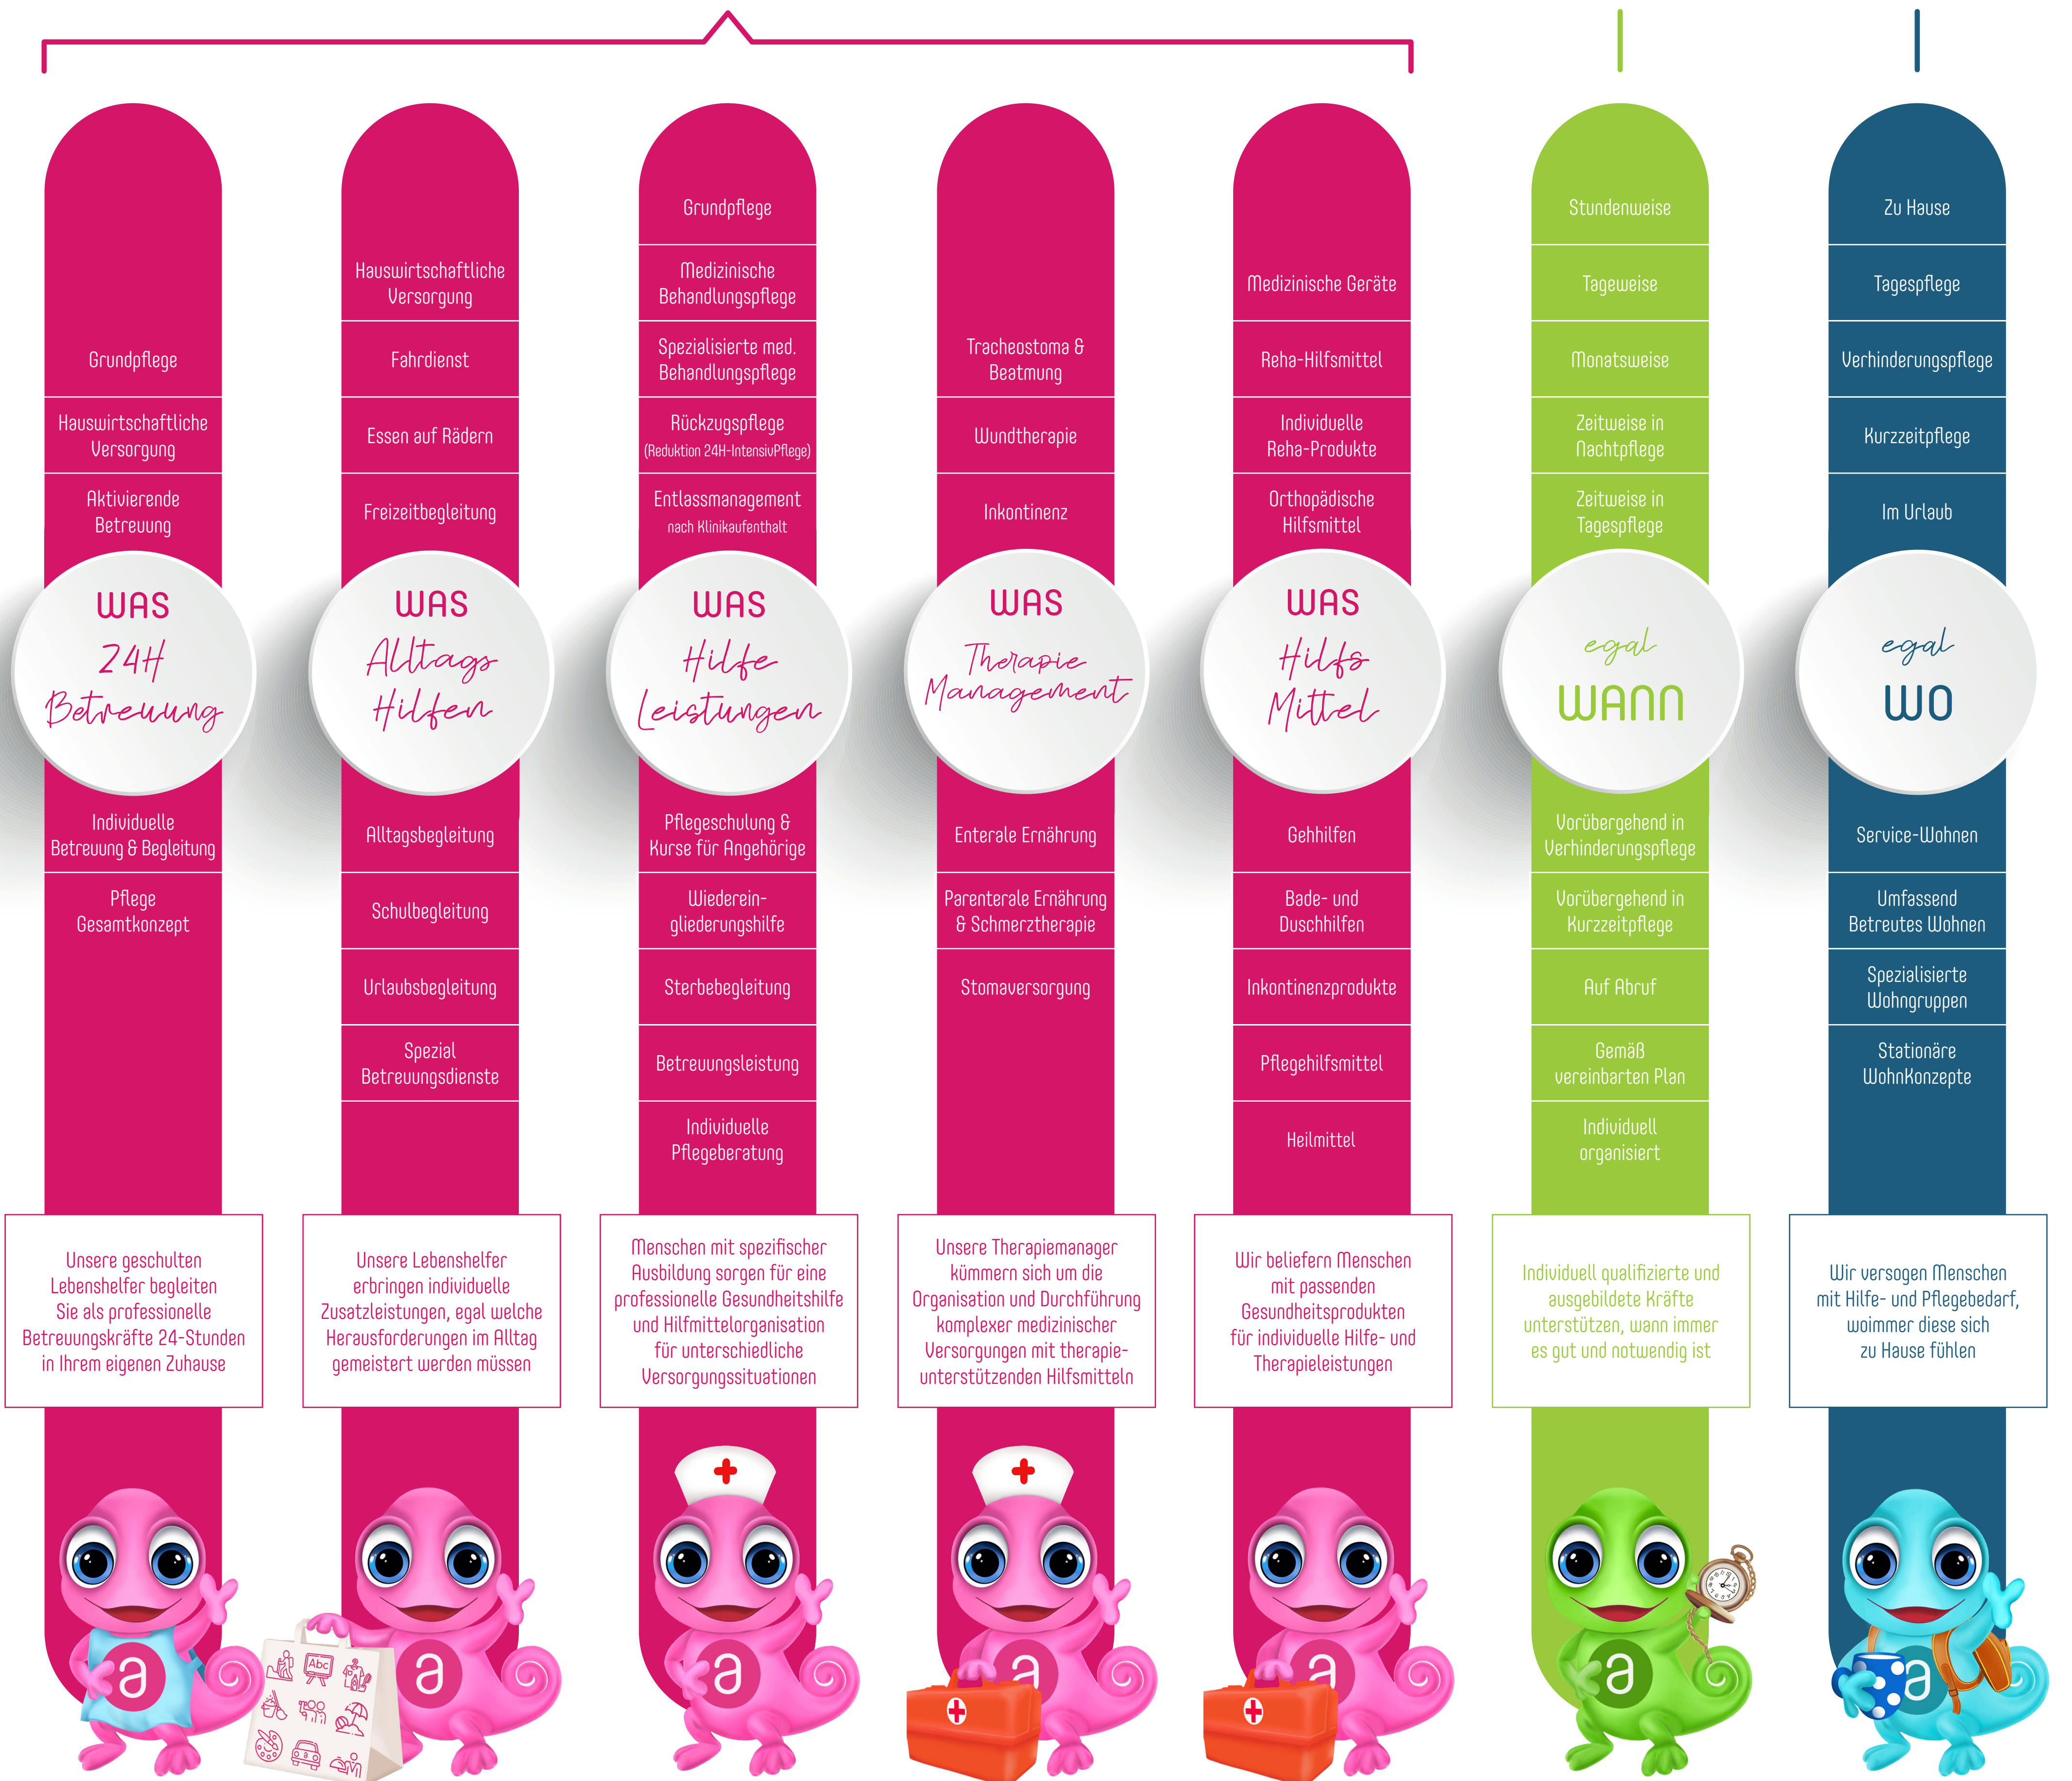 Grundpflege
Hauswirtschaftliche
Versorgung
Aktivierende
Betreuung
WAS
24H
Betreuung
Individuelle
Betreuung & Begleitung
Pflege
Gesamtkonzept
Unsere geschulten
Lebenshelfer begleiten
Sie als professionelle
Betreuungskräfte 24-Stunden
in Ihrem eigenen Zuhause
a
Hauswirtschaftliche
Versorgung
Fahrdienst
Essen auf Rädern
Freizeitbegleitung
WAS
Alltags
Hilfen
Alltagsbegleitung
Schulbegleitung
Urlaubsbegleitung
Spezial
Betreuungsdienste
Unsere Lebenshelfer
erbringen individuelle
Zusatzleistungen, egal welche
Herausforderungen im Alltag
gemeistert werden müssen
Abc
a
Grundpflege
Medizinische
Behandlungspflege
Spezialisierte med.
Behandlungspflege
Rückzugspflege
(Reduktion 24H-IntensivPflege)
Entlassmanagement
nach Klinikaufenthalt
WAS
Hilfe
Leistungen
Pflegeschulung &
Kurse für Angehörige
Wiederein-
gliederungshilfe
Sterbebegleitung
Betreuungsleistung
Individuelle
Pflegeberatung
Menschen mit spezifischer
Ausbildung sorgen für eine
professionelle Gesundheitshilfe
und Hilfmittelorganisation
für unterschiedliche
Versorgungssituationen
a
Tracheostoma &
Beatmung
Wundtherapie
Inkontinenz
WAS
Therapie
Management
Enterale Ernährung
Parenterale Ernährung
& Schmerztherapie
Stomaversorgung
Unsere Therapiemanager
kümmern sich um die
Organisation und Durchführung
komplexer medizinischer
Versorgungen mit therapie-
unterstützenden Hilfsmitteln
a
Medizinische Geräte
Reha-Hilfsmittel
Individuelle
Reha-Produkte
Orthopädische
Hilfsmittel
WAS
Hilfs
Mittel
Gehhilfen
Bade- und
Duschhilfen
Inkontinenzprodukte
Pflegehilfsmittel
Heilmittel
Wir beliefern Menschen
mit passenden
Gesundheitsprodukten
für individuelle Hilfe- und
Therapieleistungen
a
Stundenweise
Tageweise
Monatsweise
Zeitweise in
Nachtpflege
Zeitweise in
Tagespflege
egal
WANN
Vorübergehend in
Verhinderungspflege
Vorübergehend in
Kurzzeitpflege
Auf Abruf
Gemäß
vereinbarten Plan
Individuell
organisiert
Individuell qualifizierte und
ausgebildete Kräfte
unterstützen, wann immer
es gut und notwendig ist
a
Zu Hause
Tagespflege
Verhinderungspflege
Kurzzeitpflege
Im Urlaub
egal
WO
Service-Wohnen
Umfassend
Betreutes Wohnen
Spezialisierte
Wohngruppen
Stationäre
WohnKonzepte
Wir versogen Menschen
mit Hilfe- und Pflegebedarf,
woimmer diese sich
zu Hause fühlen
a